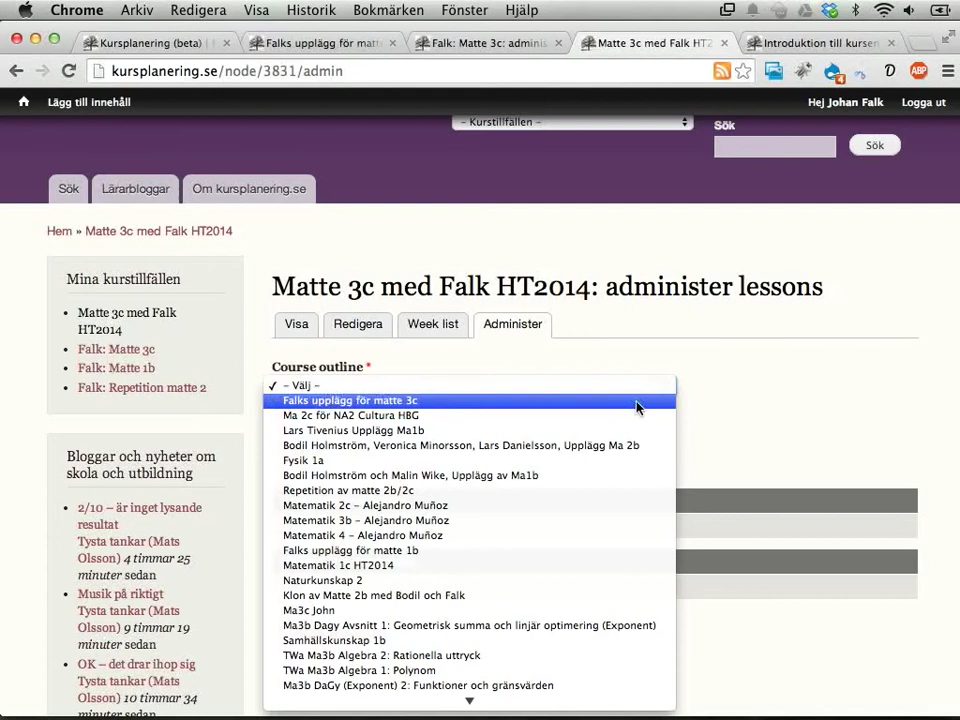 Chrome Arkiv Redigera Visa Historik Bokmärken Fönster Hjälp
Kursplanering (beta) | Falks upplägg för matt Falk: Matte 3c: adminis Matte 3c med Falk HT2 Introduktion till kursen
kursplanering.se/node/3831/admin
4 D ABP
Lägg till innehåll Hej Johan Falk Logga ut
- Kurstillfällen -
Sök
Sök
Sök Lärarbloggar Om kursplanering.se
Hem » Matte 3c med Falk HT2014
Mina kurstillfällen
Matte 3c med Falk
HT2014
Falk: Matte 3c
Falk: Matte 1b
Falk: Repetition matte 2
Bloggar och nyheter om
skola och utbildning
2/10 – är inget lysande
resultat
Tysta tankar (Mats
Olsson) 4 timmar 25
minuter sedan
Musik på riktigt
Tysta tankar (Mats
Olsson) 9 timmar 19
minuter sedan
OK – det drar ihop sig
Tysta tankar (Mats
Olsson) 10 timmar 34
minuter sedan
Matte 3c med Falk HT2014: administer lessons
Visa Redigera Week list Administer
Course outline *
✓ - Välj -
Falks upplägg för matte 3c
Ma 2c för NA2 Cultura HBG
Lars Tivenius Upplägg Ma1b
Bodil Holmström, Veronica Minorsson, Lars Danielsson, Upplägg Ma 2b
Fysik 1a
Bodil Holmström och Malin Wike, Upplägg av Ma1b
Repetition av matte 2b/2c
Matematik 2c – Alejandro Muñoz
Matematik 3b – Alejandro Muñoz
Matematik 4 – Alejandro Muñoz
Falks upplägg för matte 1b
Matematik 1c HT2014
Naturkunskap 2
Klon av Matte 2b med Bodil och Falk
Ma3c John
Ma3b Dagy Avsnitt 1: Geometrisk summa och linjär optimering (Exponent)
Samhällskunskap 1b
TWa Ma3b Algebra 2: Rationella uttryck
TWa Ma3b Algebra 1: Polynom
Ma3b DaGy (Exponent) 2: Funktioner och gränsvärden